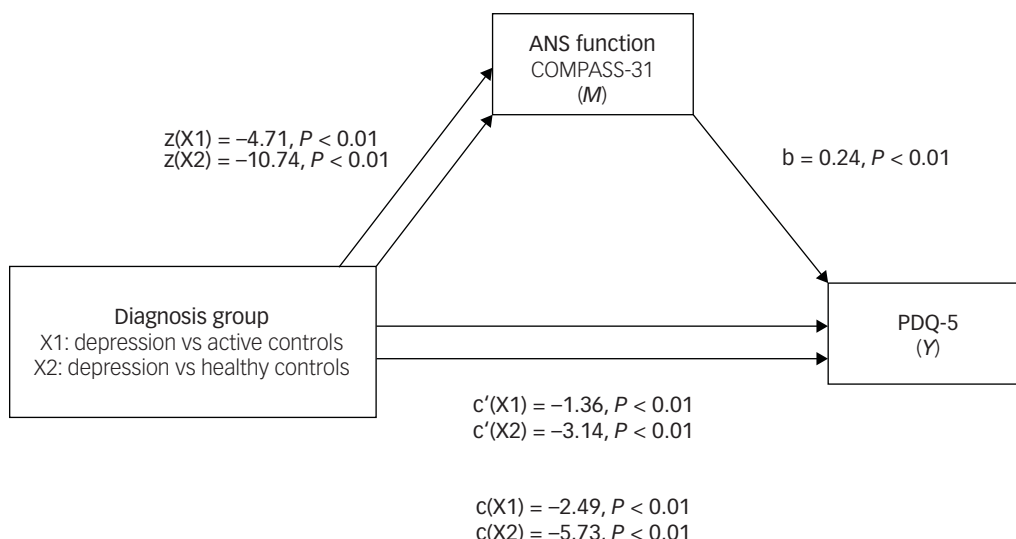 ANS function
COMPASS-31
(M)
z(X1) = –4.71, P < 0.01
z(X2) = –10.74, P < 0.01
b = 0.24, P < 0.01
Diagnosis group
X1: depression vs active controls
X2: depression vs healthy controls
PDQ-5
(Y)
c′(X1) = –1.36, P < 0.01
c′(X2) = –3.14, P < 0.01
c(X1) = –2.49, P < 0.01
c(X2) = –5.73, P < 0.01